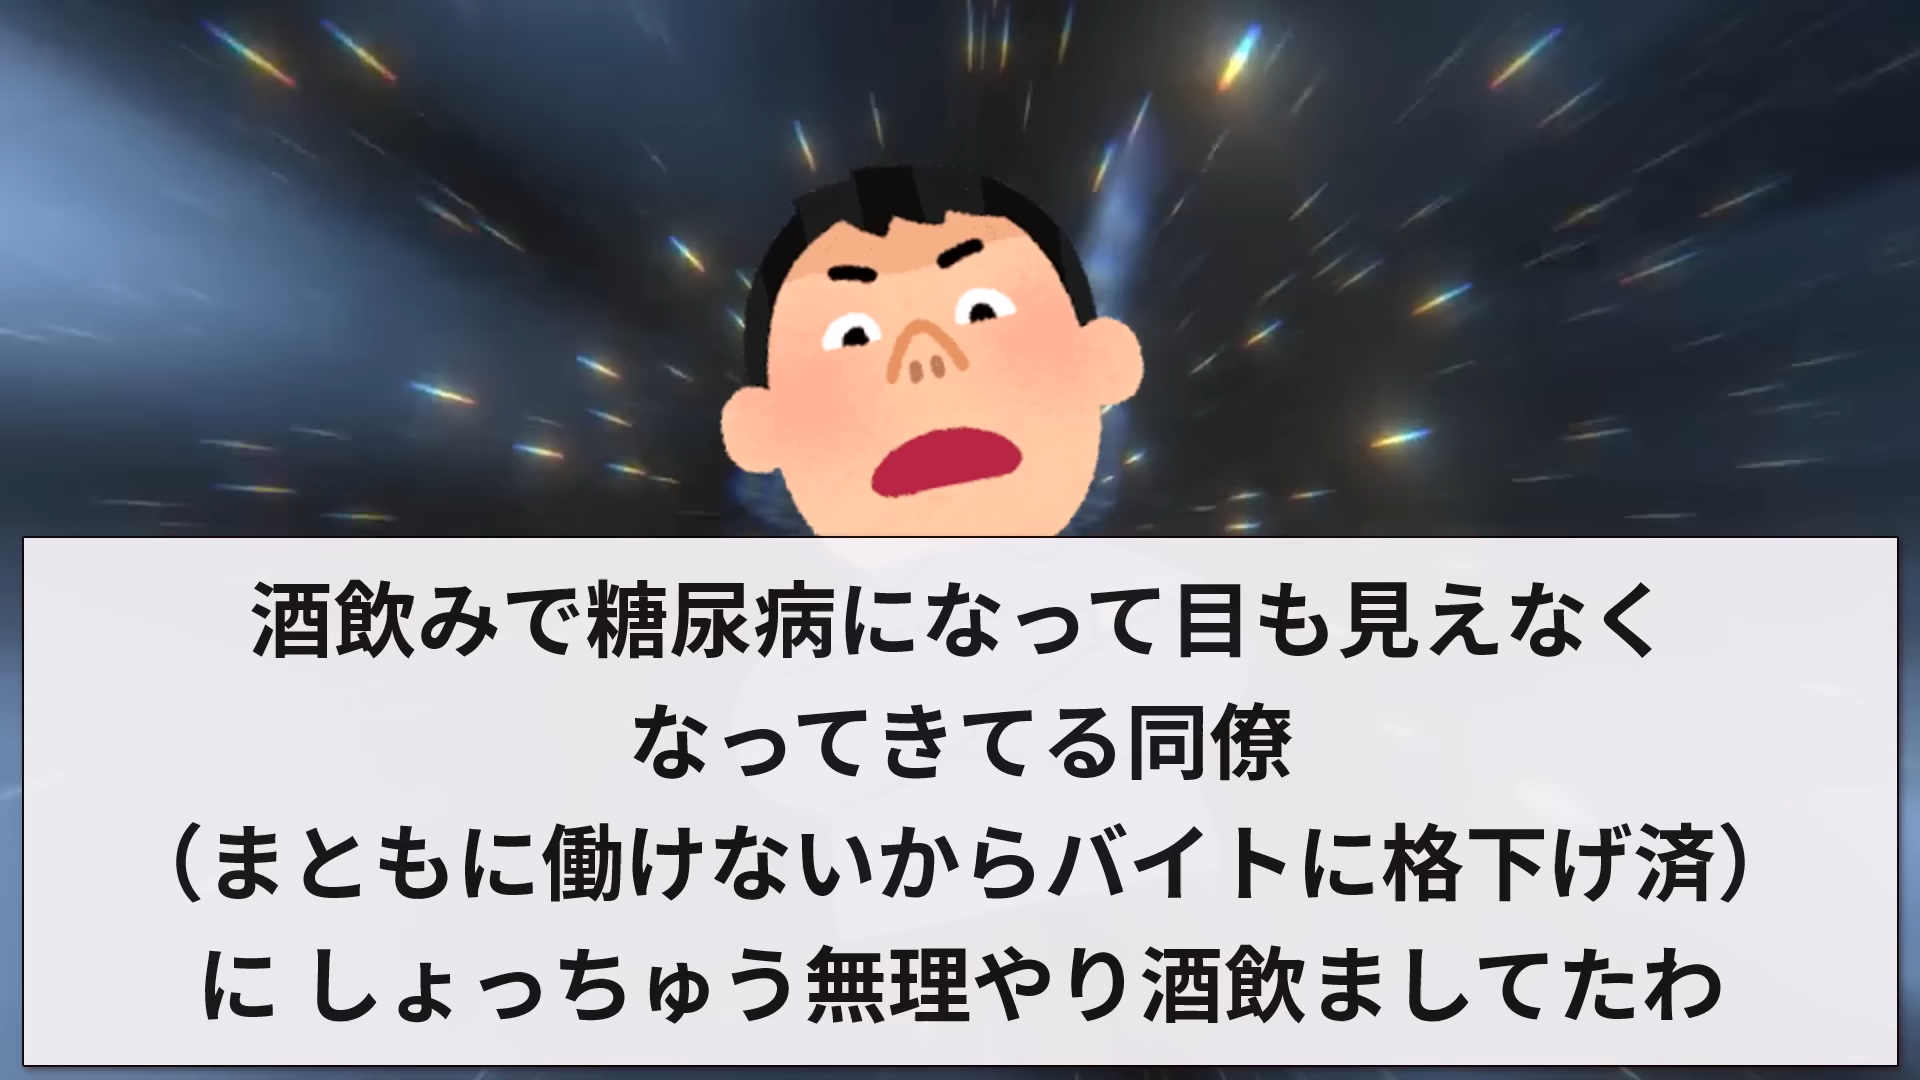 酒飲みで糖尿病になって目も見えなく
なってきてる同僚
（まともに働けないからバイトに格下げ済）
に しょっちゅう無理やり酒飲ましてたわ